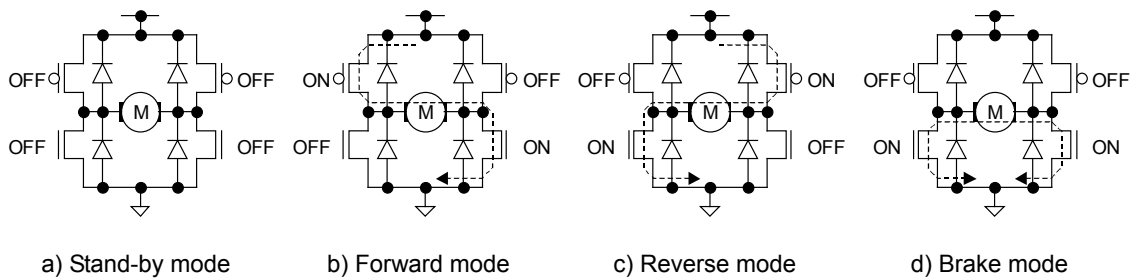 OFF OFF ON OFF OFF ON OFF OFF
M M M M
OFF OFF OFF ON ON OFF ON ON
a) Stand-by mode b) Forward mode c) Reverse mode d) Brake mode